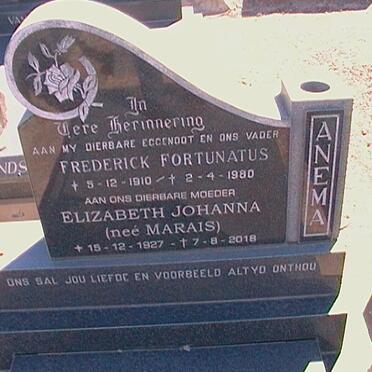 In
Tere Herinnering
AAN MY DIERBARE EGGENOOT EN ONS VADER
FREDERICK FORTUNATUS
* 5-12-1910 / † 2-4-1980
AAN ONS DIERBARE MOEDER
ELIZABETH JOHANNA
(neé MARAIS)
* 15-12-1927 - † 7-8-2018
ANEMA
ONS SAL JOU LIEFDE EN VOORBEELD ALTYD ONTHOU